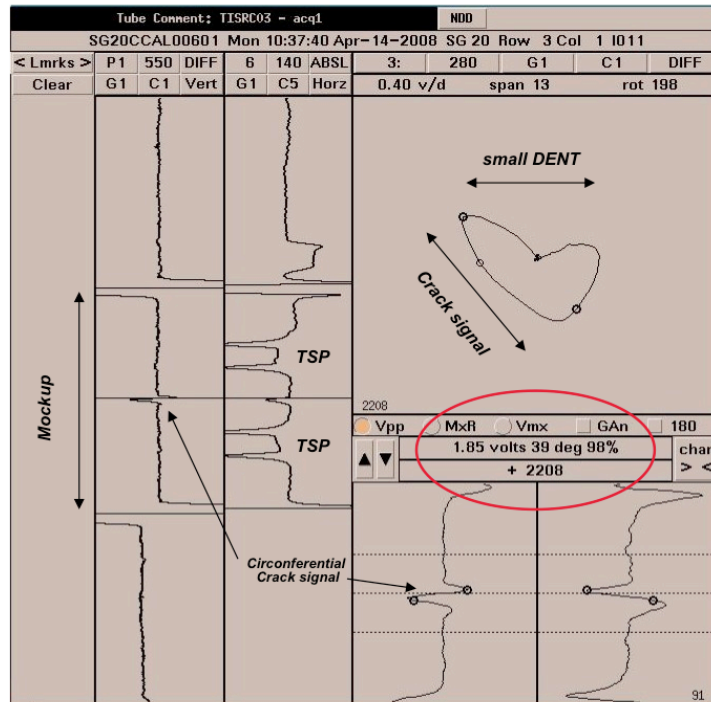 Tube Comment: TISRC03 - acq1 NDD
SG20CCAL00601 Mon 10:37:40 Apr-14-2008 SG 20 Row 3 Col 1 I011
< Lmrks > P1 550 DIFF 6 140 ABSL 3: 280 G1 C1 DIFF
Clear G1 C1 Vert G1 C5 Horz 0.40 v/d span 13 rot 198
small DENT
Crack signal
Mockup
TSP
TSP
2208
Vpp MxR Vmx GAn 180
1.85 volts 39 deg 98% char
+ 2208 > <
Circonferential
Crack signal
91